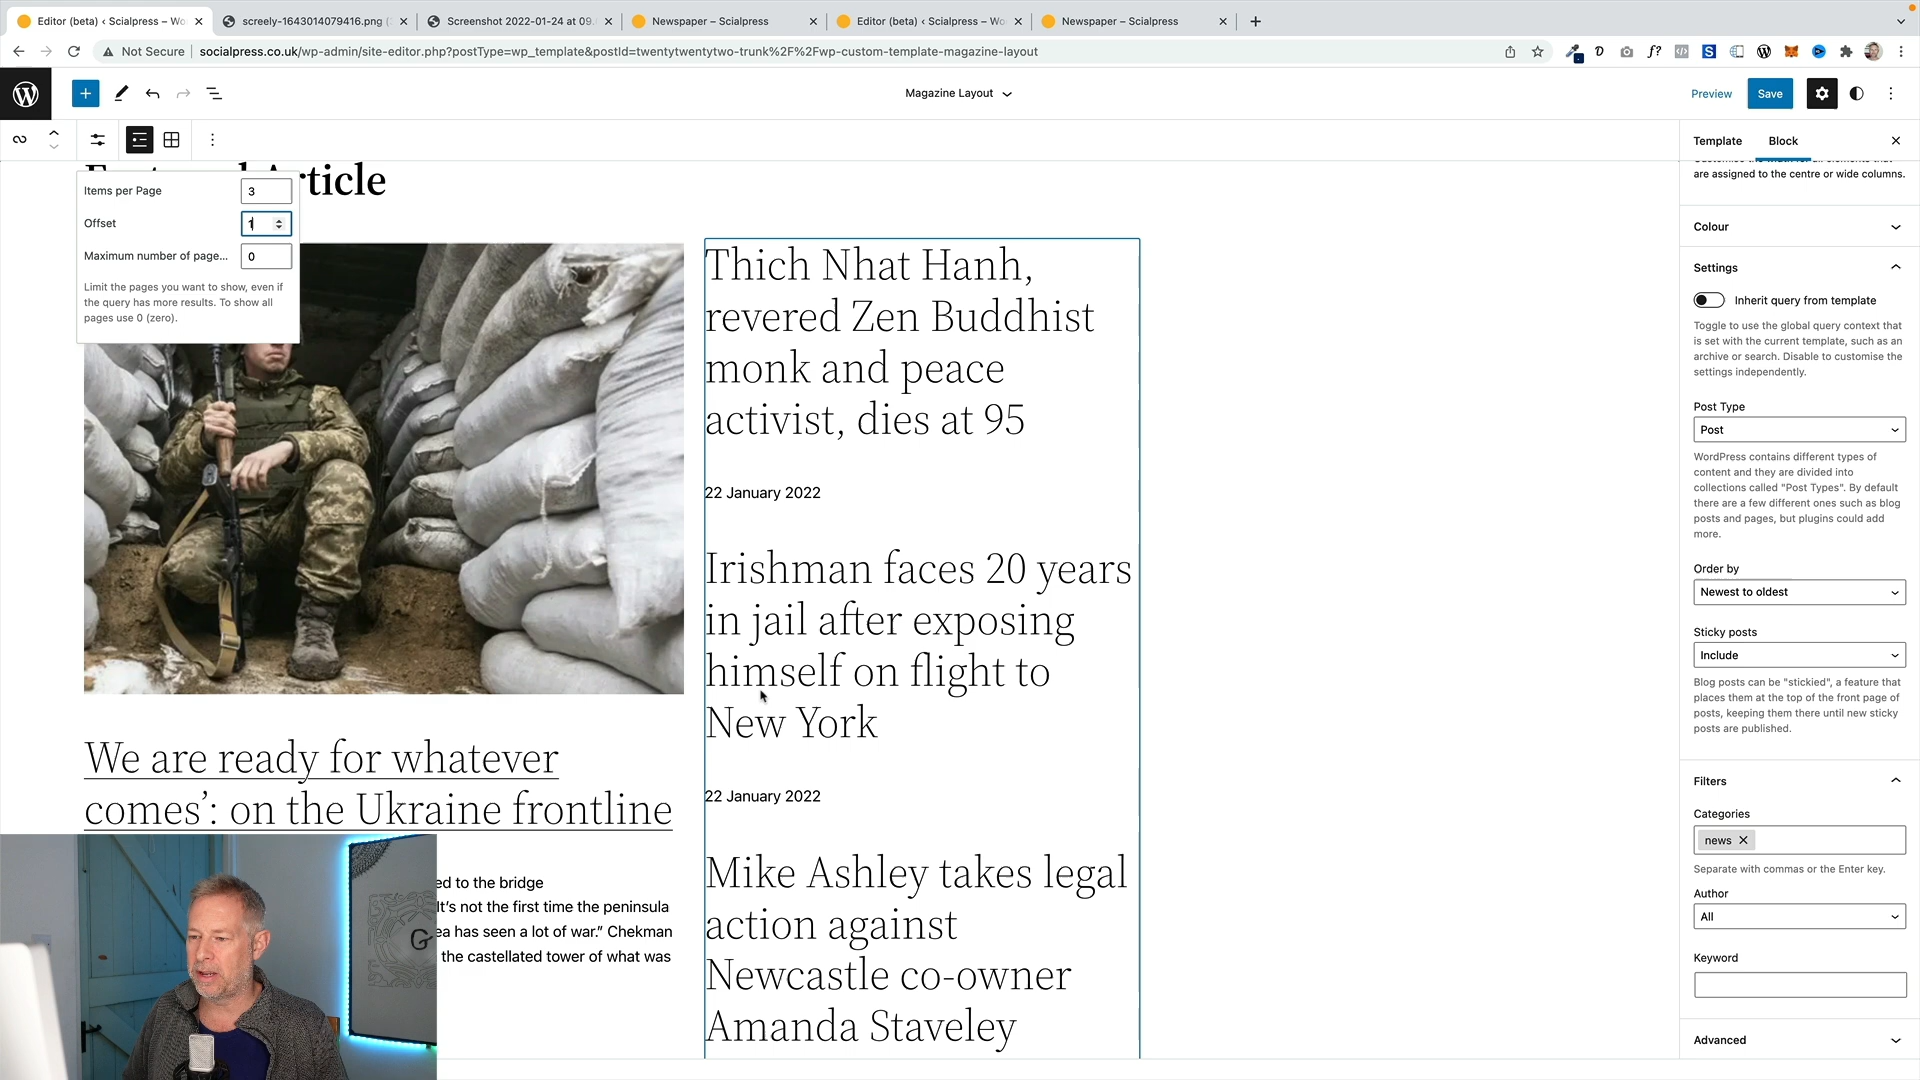 Editor (beta) ‹ Scialpress — Wo
screely-1643014079416.png (
Screenshot 2022-01-24 at 09.
Newspaper – Scialpress
Editor (beta) ‹ Scialpress — Wo
Newspaper – Scialpress
Not Secure
socialpress.co.uk/wp-admin/site-editor.php?postType=wp_template&postId=twentytwentytwo-trunk%2F%2Fwp-custom-template-magazine-layout
Magazine Layout
Preview
Save
Template
Block
Items per Page
3
Offset
1
Maximum number of page...
0
Limit the pages you want to show, even if
the query has more results. To show all
pages use 0 (zero).
We are ready for whatever
comes’: on the Ukraine frontline
ed to the bridge
It’s not the first time the peninsula
ea has seen a lot of war.” Chekman
the castellated tower of what was
Thich Nhat Hanh,
revered Zen Buddhist
monk and peace
activist, dies at 95
22 January 2022
Irishman faces 20 years
in jail after exposing
himself on flight to
New York
22 January 2022
Mike Ashley takes legal
action against
Newcastle co-owner
Amanda Staveley
are assigned to the centre or wide columns.
Colour
Settings
Inherit query from template
Toggle to use the global query context that
is set with the current template, such as an
archive or search. Disable to customise the
settings independently.
Post Type
Post
WordPress contains different types of
content and they are divided into
collections called "Post Types". By default
there are a few different ones such as blog
posts and pages, but plugins could add
more.
Order by
Newest to oldest
Sticky posts
Include
Blog posts can be "stickied", a feature that
places them at the top of the front page of
posts, keeping them there until new sticky
posts are published.
Filters
Categories
news
Separate with commas or the Enter key.
Author
All
Keyword
Advanced